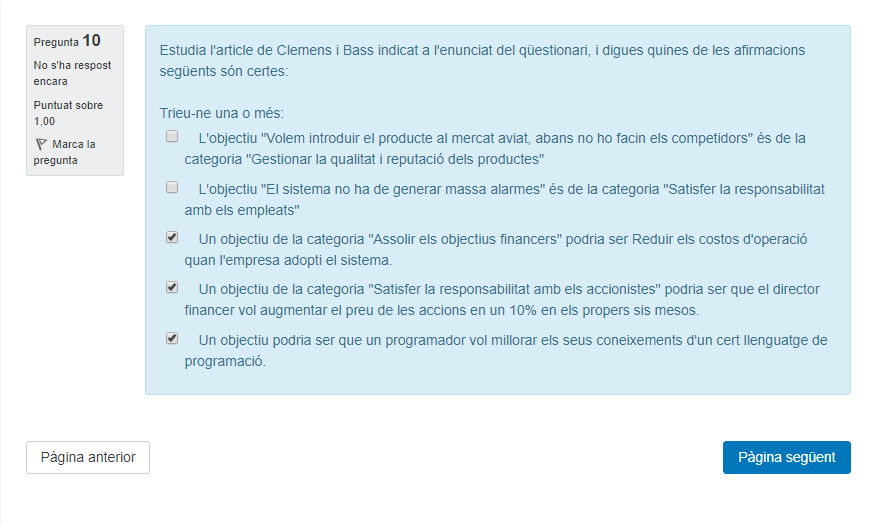 Pregunta 10
No s'ha respost
encara
Puntuat sobre
1,00
Marca la
pregunta
Estudia l'article de Clemens i Bass indicat a l'enunciat del qüestionari, i digues quines de les afirmacions
següents són certes:
Trieu-ne una o més:
L'objectiu "Volem introduir el producte al mercat aviat, abans no ho facin els competidors" és de la
categoria "Gestionar la qualitat i reputació dels productes"
L'objectiu "El sistema no ha de generar massa alarmes" és de la categoria "Satisfer la responsabilitat
amb els empleats"
Un objectiu de la categoria "Assolir els objectius financers" podria ser Reduir els costos d'operació
quan l'empresa adopti el sistema.
Un objectiu de la categoria "Satisfer la responsabilitat amb els accionistes" podria ser que el director
financer vol augmentar el preu de les accions en un 10% en els propers sis mesos.
Un objectiu podria ser que un programador vol millorar els seus coneixements d'un cert llenguatge de
programació.
Pàgina anterior
Pàgina següent